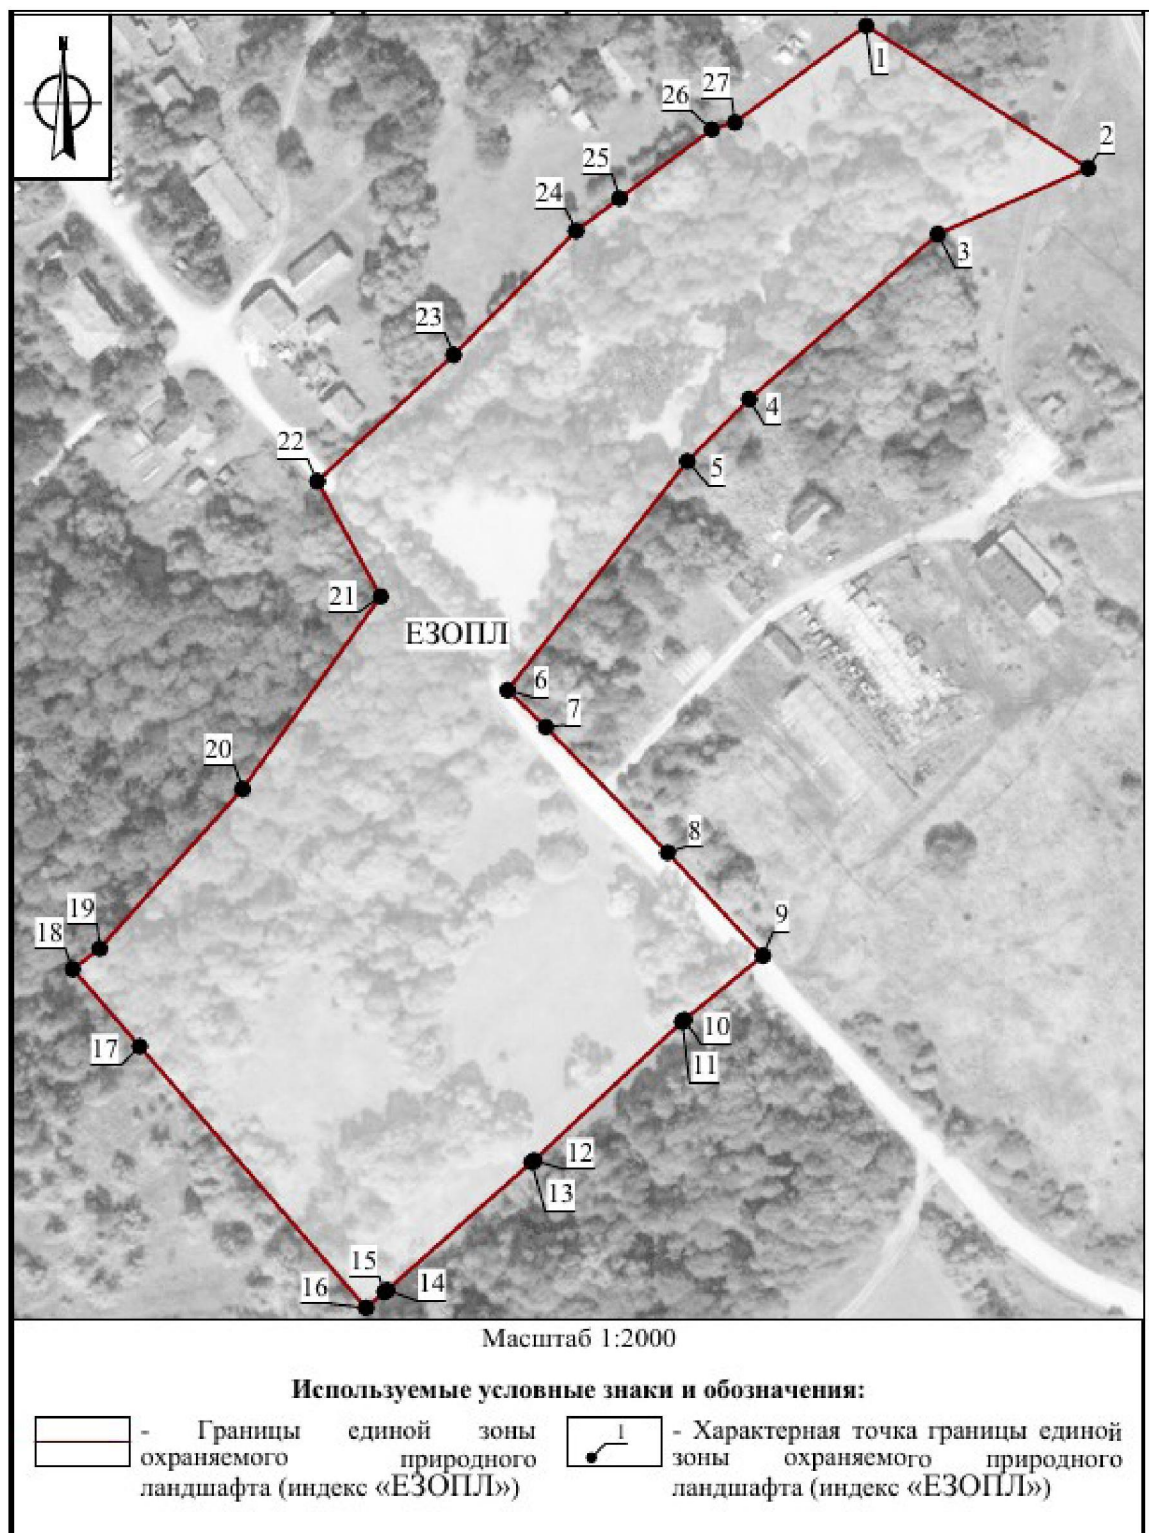 N
1
2
27
26
25
24
3
23
4
22
5
21
ЕЗОПЛ
6
7
20
8
19
9
18
10
17
11
12
13
15
14
16
Масштаб 1:2000
Используемые условные знаки и обозначения:
- Границы единой зоны
охраняемого природного
ландшафта (индекс «ЕЗОПЛ»)
1
- Характерная точка границы единой
зоны охраняемого природного
ландшафта (индекс «ЕЗОПЛ»)